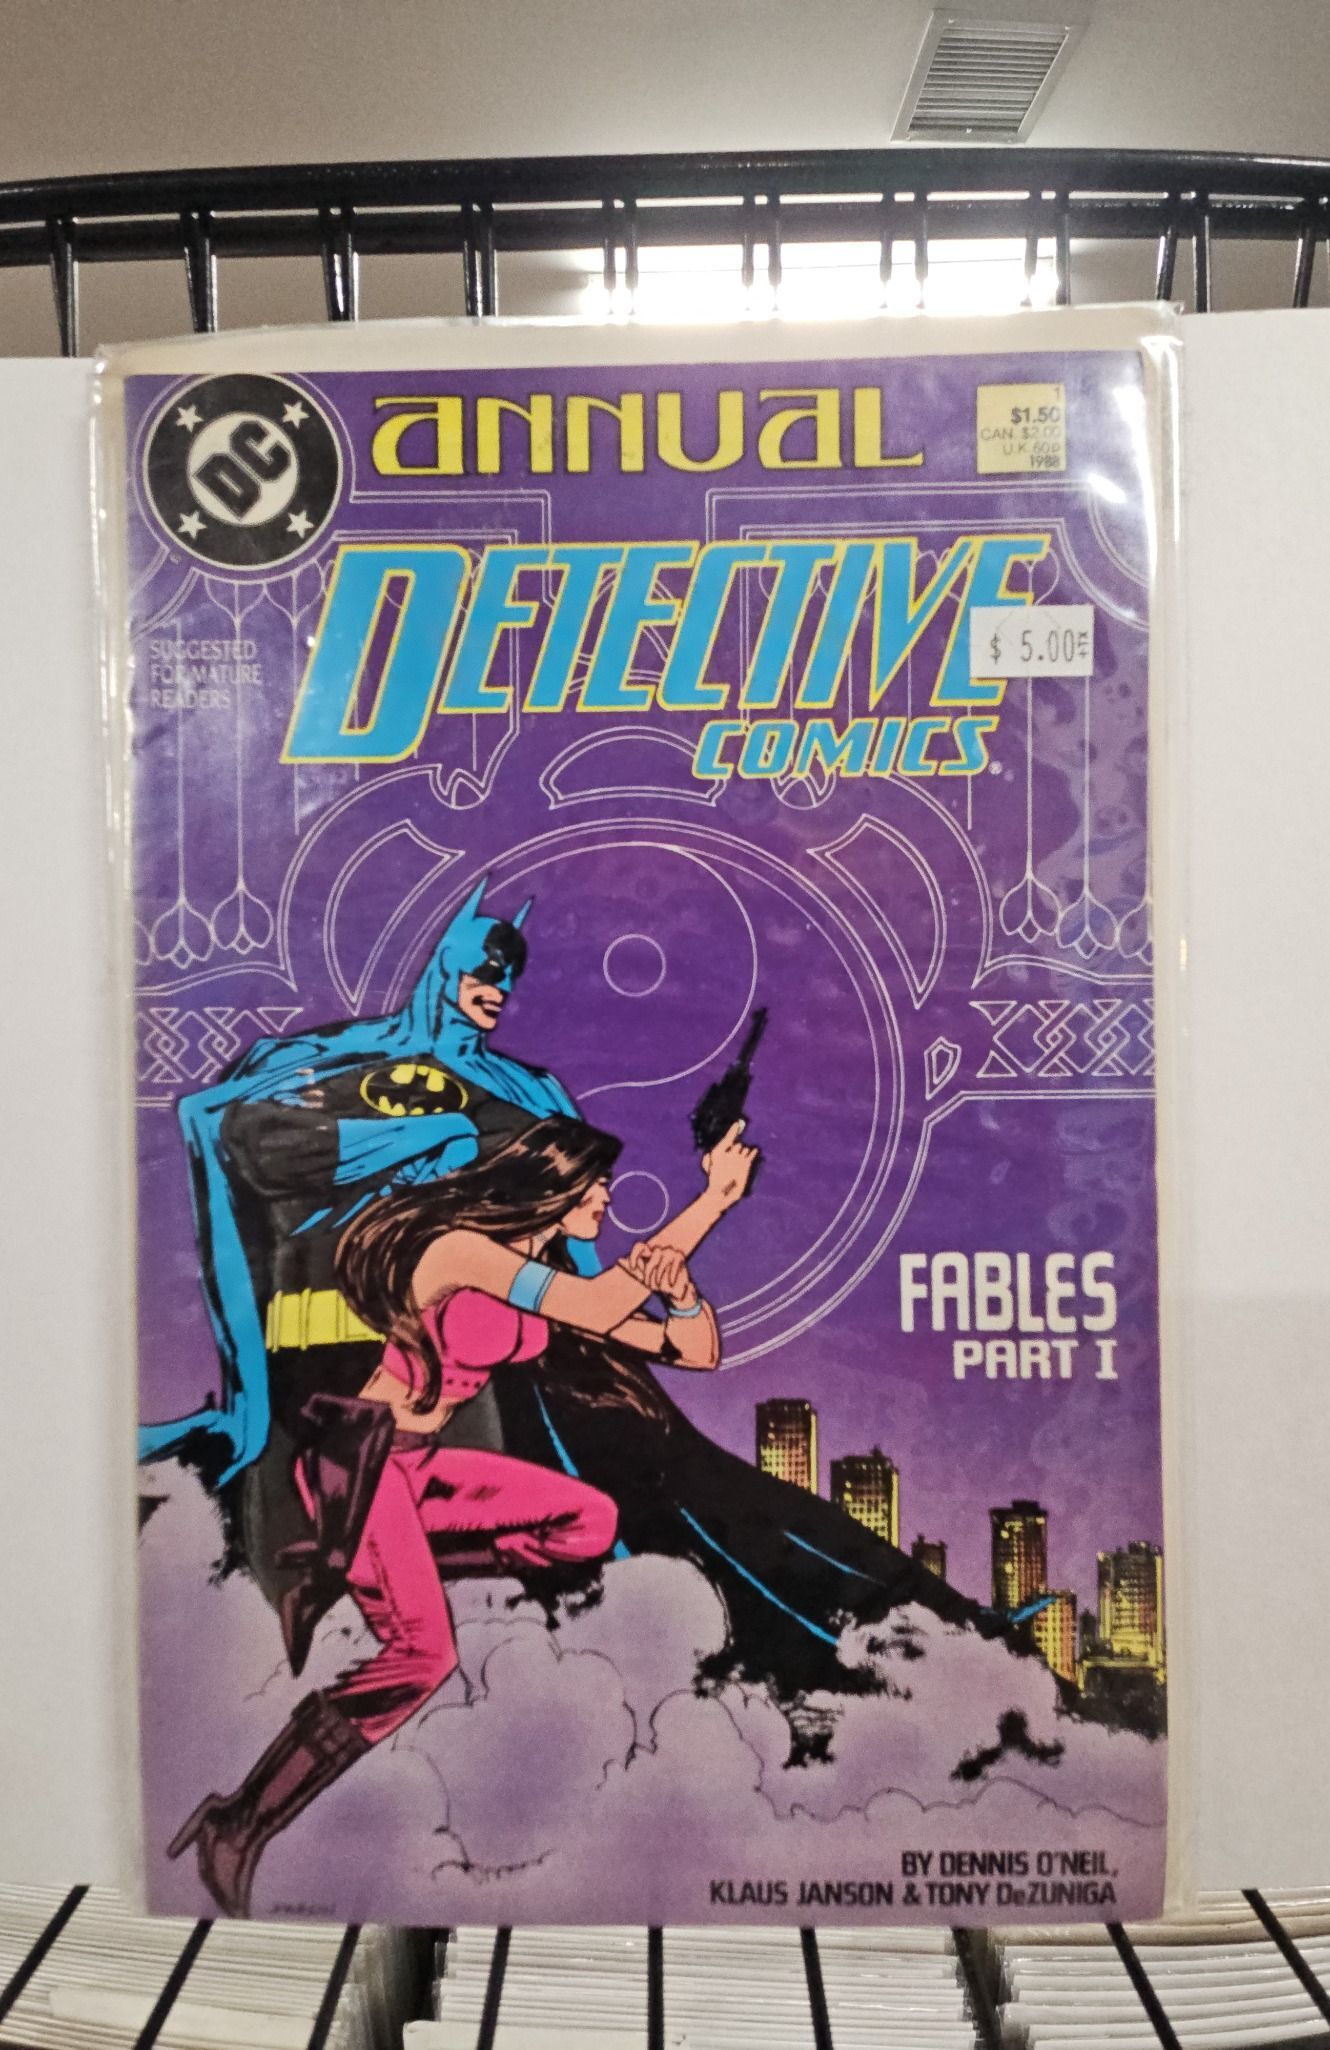 DC
ANNUAL
1
$1.50
CAN. $2.00
U.K. 60p
1988
DETECTIVE
COMICS
SUGGESTED
FOR MATURE
READERS
$ 5.00
FABLES
PART I
BY DENNIS O'NEIL,
KLAUS JANSON & TONY DeZUNIGA